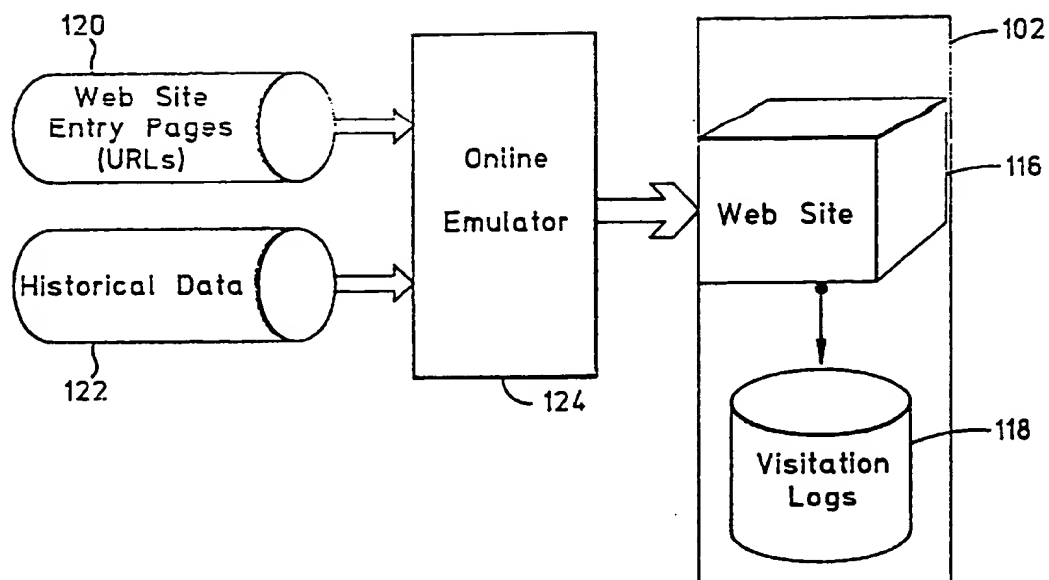 120
Web Site
Entry Pages
(URLs)
Historical Data
122
Online
Emulator
124
102
116
Web Site
118
Visitation
Logs